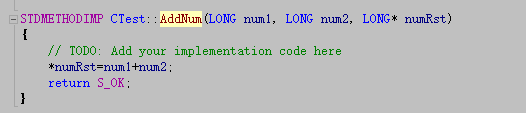 STDMETHODIMP CTest::AddNum(LONG num1, LONG num2, LONG* numRst)
{
// TODO: Add your implementation code here
*numRst=num1+num2;
return S_OK;
}